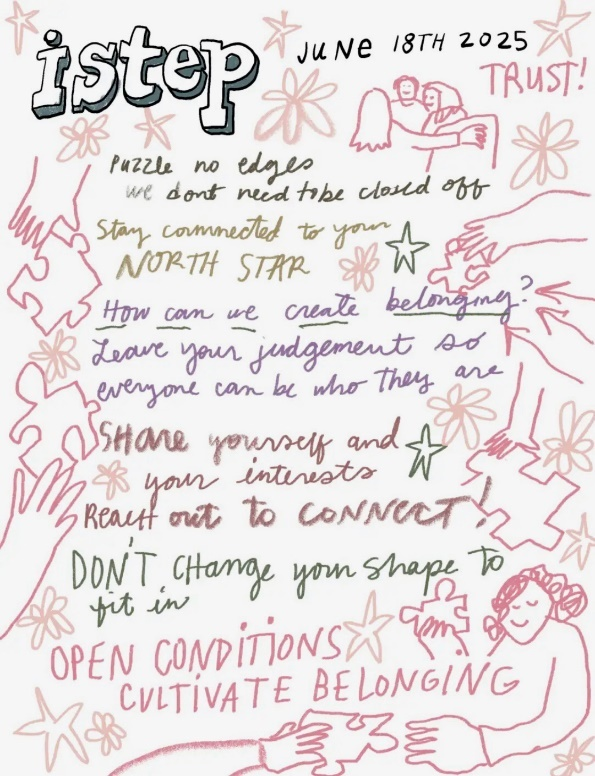 istep
JUNE 18TH 2025
TRUST!
Puzzle no edges
we dont need to be closed off
Stay connected to your
NORTH STAR
How can we create belonging?
Leave your judgement so
everyone can be who they are
SHARE yourself and
your interests
Reach out to CONNECT!
DON'T CHange your shape to
fit in
OPEN CONDITIONS
CULTIVATE BELONGING